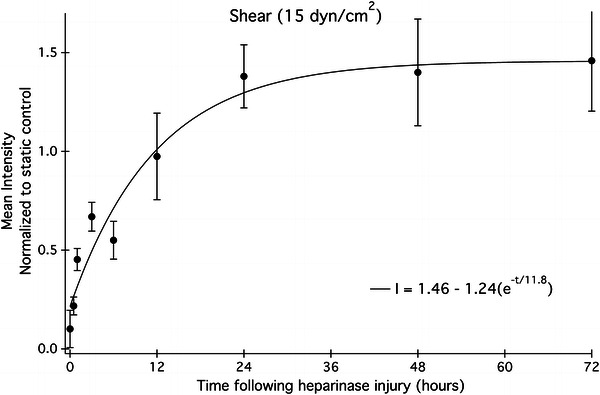 Shear (15 dyn/cm²)
Mean Intensity
Normalized to static control
1.5
1.0
0.5
0.0
I = 1.46 - 1.24(e^-t/11.8)
0 12 24 36 48 60 72
Time following heparinase injury (hours)